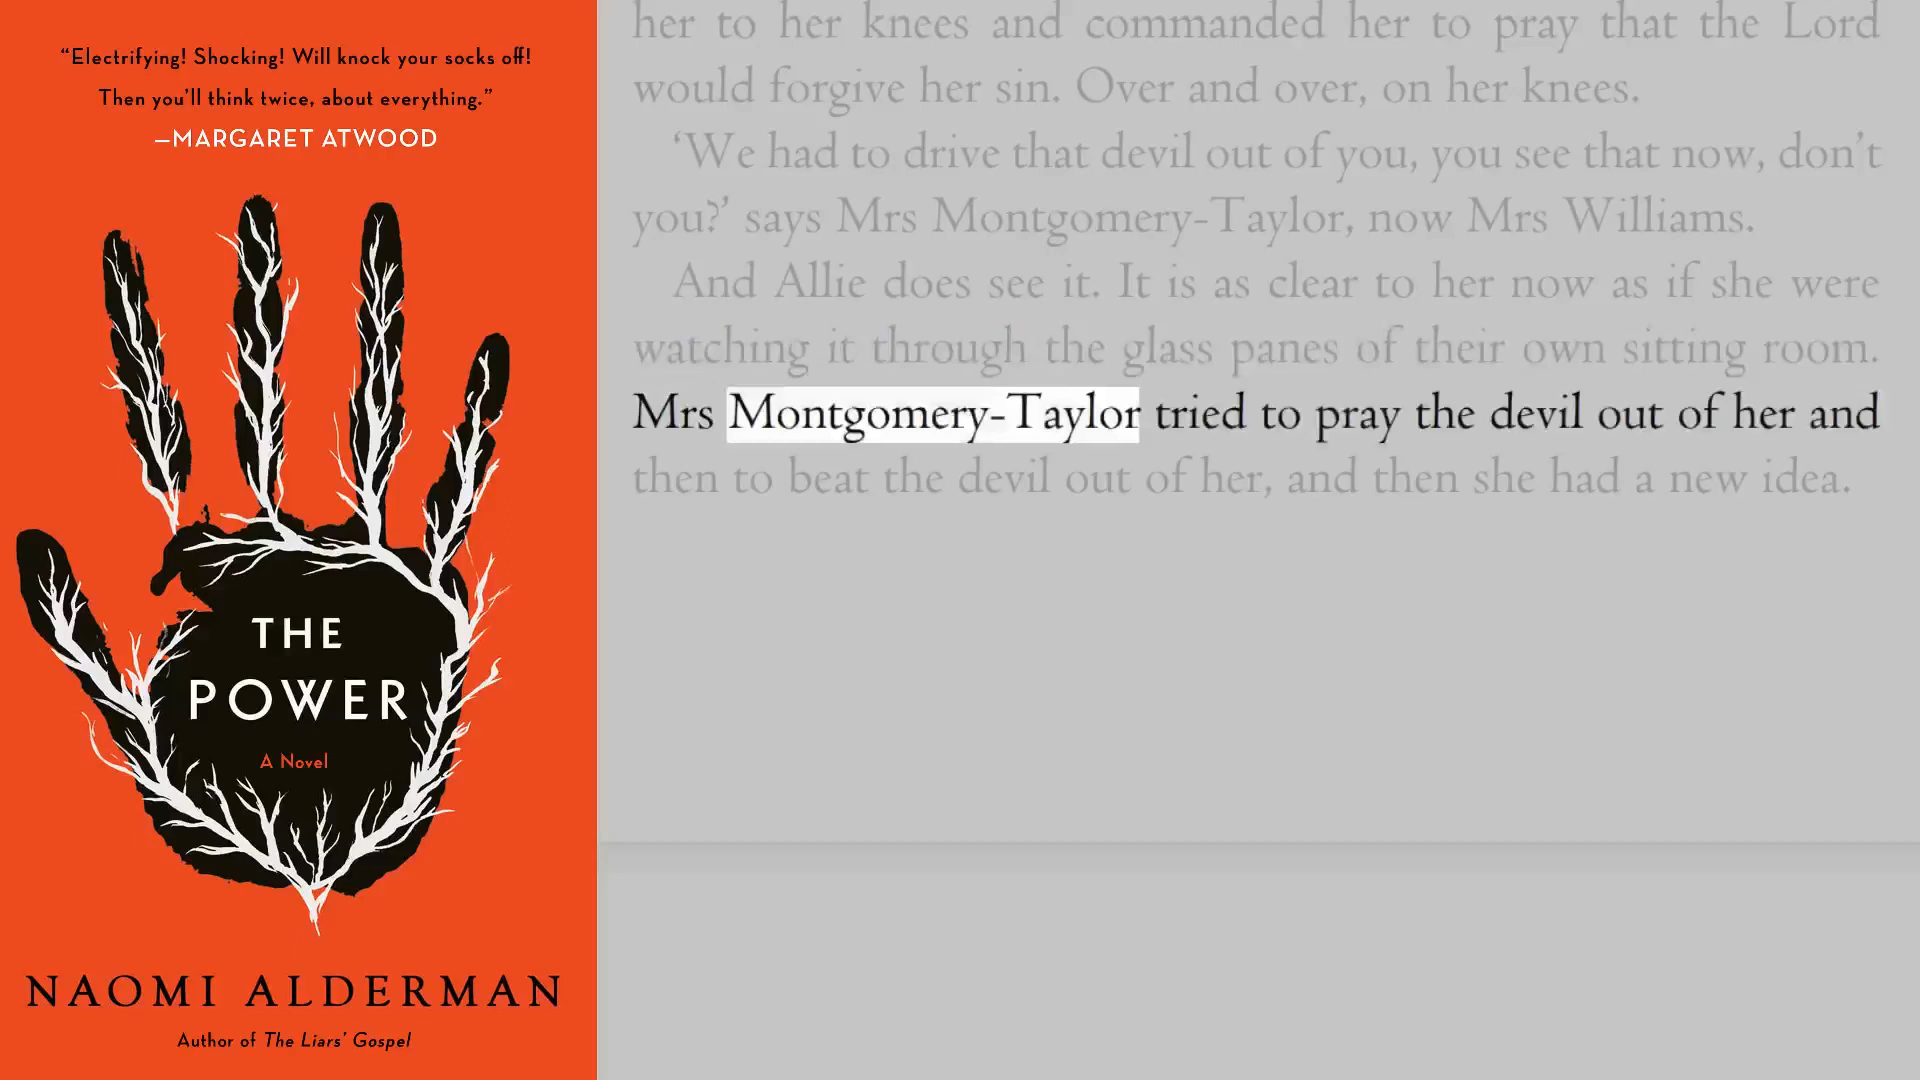 “Electrifying! Shocking! Will knock your socks off!
Then you’ll think twice, about everything.”
—MARGARET ATWOOD
THE
POWER
A Novel
NAOMI ALDERMAN
Author of The Liars’ Gospel
her to her knees and commanded her to pray that the Lord
would forgive her sin. Over and over, on her knees.
‘We had to drive that devil out of you, you see that now, don’t
you?’ says Mrs Montgomery-Taylor, now Mrs Williams.
And Allie does see it. It is as clear to her now as if she were
watching it through the glass panes of their own sitting room.
Mrs Montgomery-Taylor tried to pray the devil out of her and
then to beat the devil out of her, and then she had a new idea.